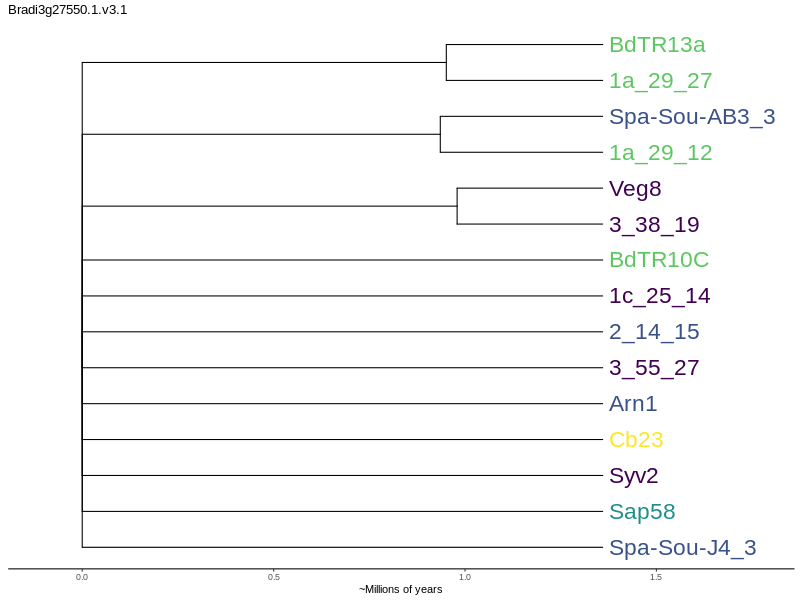 Bradi3g27550.1.v3.1
BdTR13a
1a_29_27
Spa-Sou-AB3_3
1a_29_12
Veg8
3_38_19
BdTR10C
1c_25_14
2_14_15
3_55_27
Arn1
Cb23
Syv2
Sap58
Spa-Sou-J4_3
0.0 0.5 1.0 1.5
~Millions of years